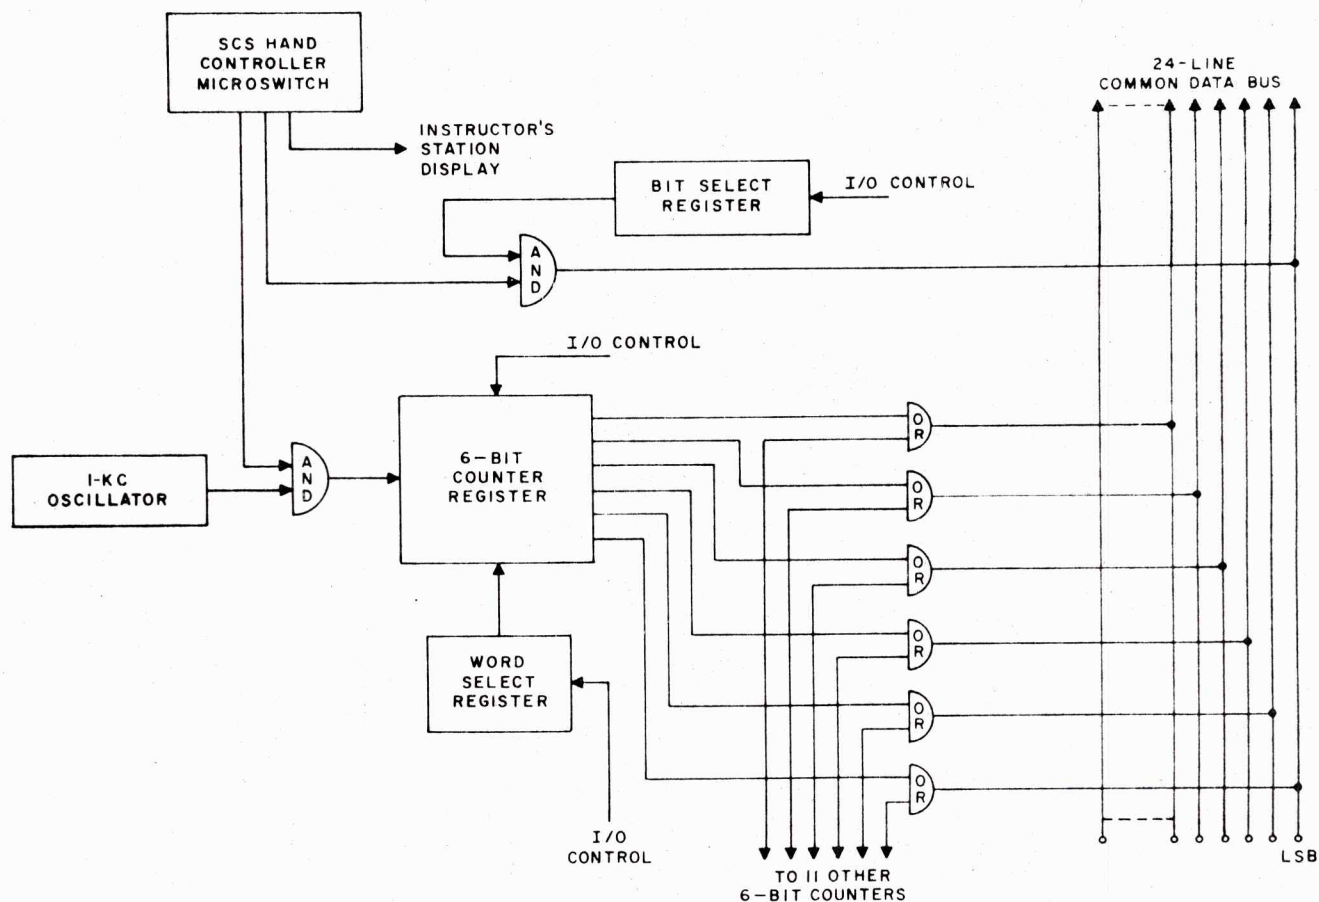 SCS HAND
CONTROLLER
MICROSWITCH
24-LINE
COMMON DATA BUS
INSTRUCTOR'S
STATION
DISPLAY
BIT SELECT
REGISTER
I/O CONTROL
AND
I/O CONTROL
6-BIT
COUNTER
REGISTER
1-KC
OSCILLATOR
AND
OR
OR
OR
OR
OR
OR
WORD
SELECT
REGISTER
I/O
CONTROL
TO 11 OTHER
6-BIT COUNTERS
LSB